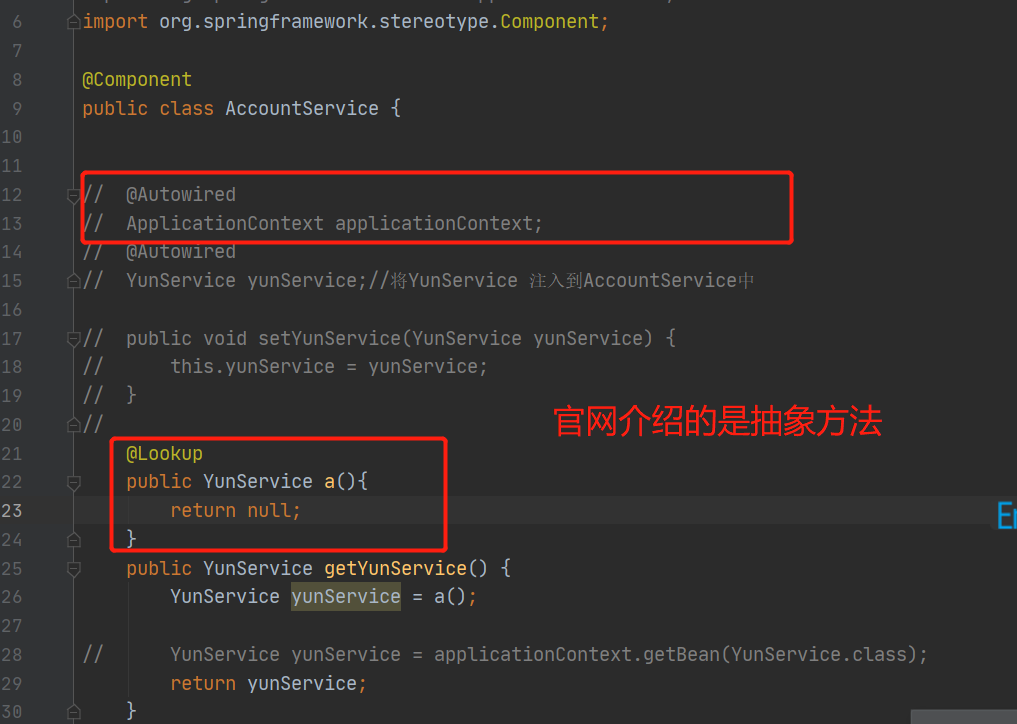 6 import org.springframework.stereotype.Component;
7
8 @Component
9 public class AccountService {
10
11
12 // @Autowired
13 // ApplicationContext applicationContext;
14 // @Autowired
15 // YunService yunService;//将YunService 注入到AccountService中
16
17 // public void setYunService(YunService yunService) {
18 // this.yunService = yunService;
19 // }
20 //
官网介绍的是抽象方法
21 @Lookup
22 public YunService a(){
23 return null;
24 }
25 public YunService getYunService() {
26 YunService yunService = a();
27
28 // YunService yunService = applicationContext.getBean(YunService.class);
29 return yunService;
30 }